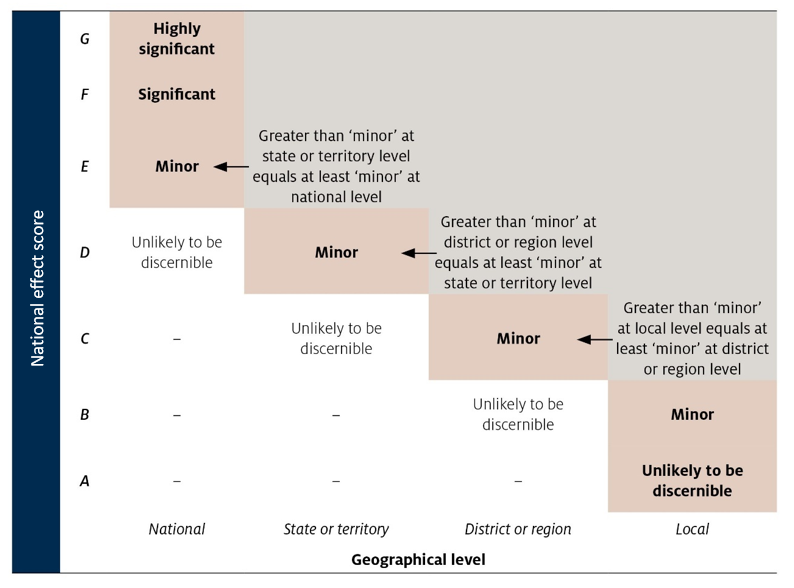 National effect score
G
Highly
significant
F
Significant
E
Minor
Greater than ‘minor’ at
state or territory level
equals at least ‘minor’ at
national level
D
Unlikely to be
discernible
Minor
Greater than ‘minor’ at
district or region level
equals at least ‘minor’ at
state or territory level
C
–
Unlikely to be
discernible
Minor
Greater than ‘minor’
at local level equals at
least ‘minor’ at district
or region level
B
–
–
Unlikely to be
discernible
Minor
A
–
–
–
Unlikely to be
discernible
National
State or territory
District or region
Local
Geographical level